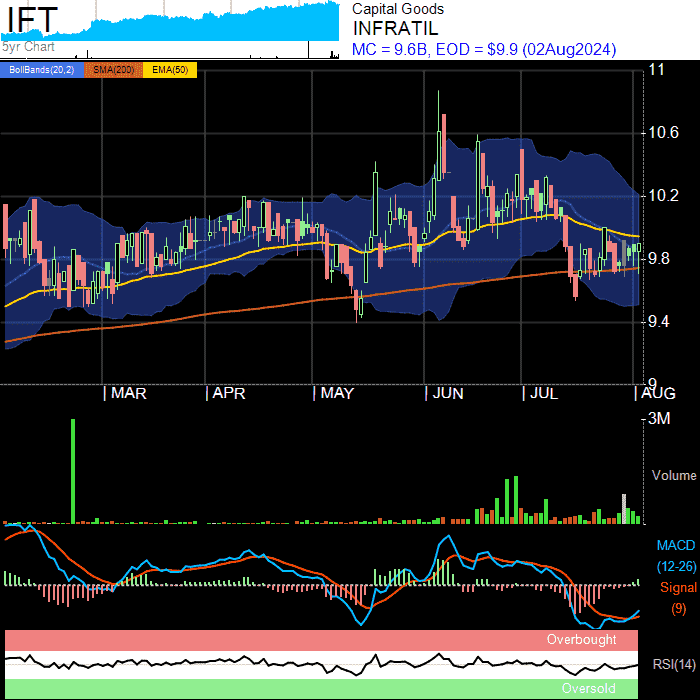 IFT
5yr Chart
Capital Goods
INFRATIL
MC = 9.6B, EOD = $9.9 (02Aug2024)
BollBands(20,2) SMA(200) EMA(50)
11
10.6
10.2
9.8
9.4
9
MAR APR MAY JUN JUL AUG
3M
Volume
MACD
(12-26)
Signal
(9)
Overbought
RSI(14)
Oversold